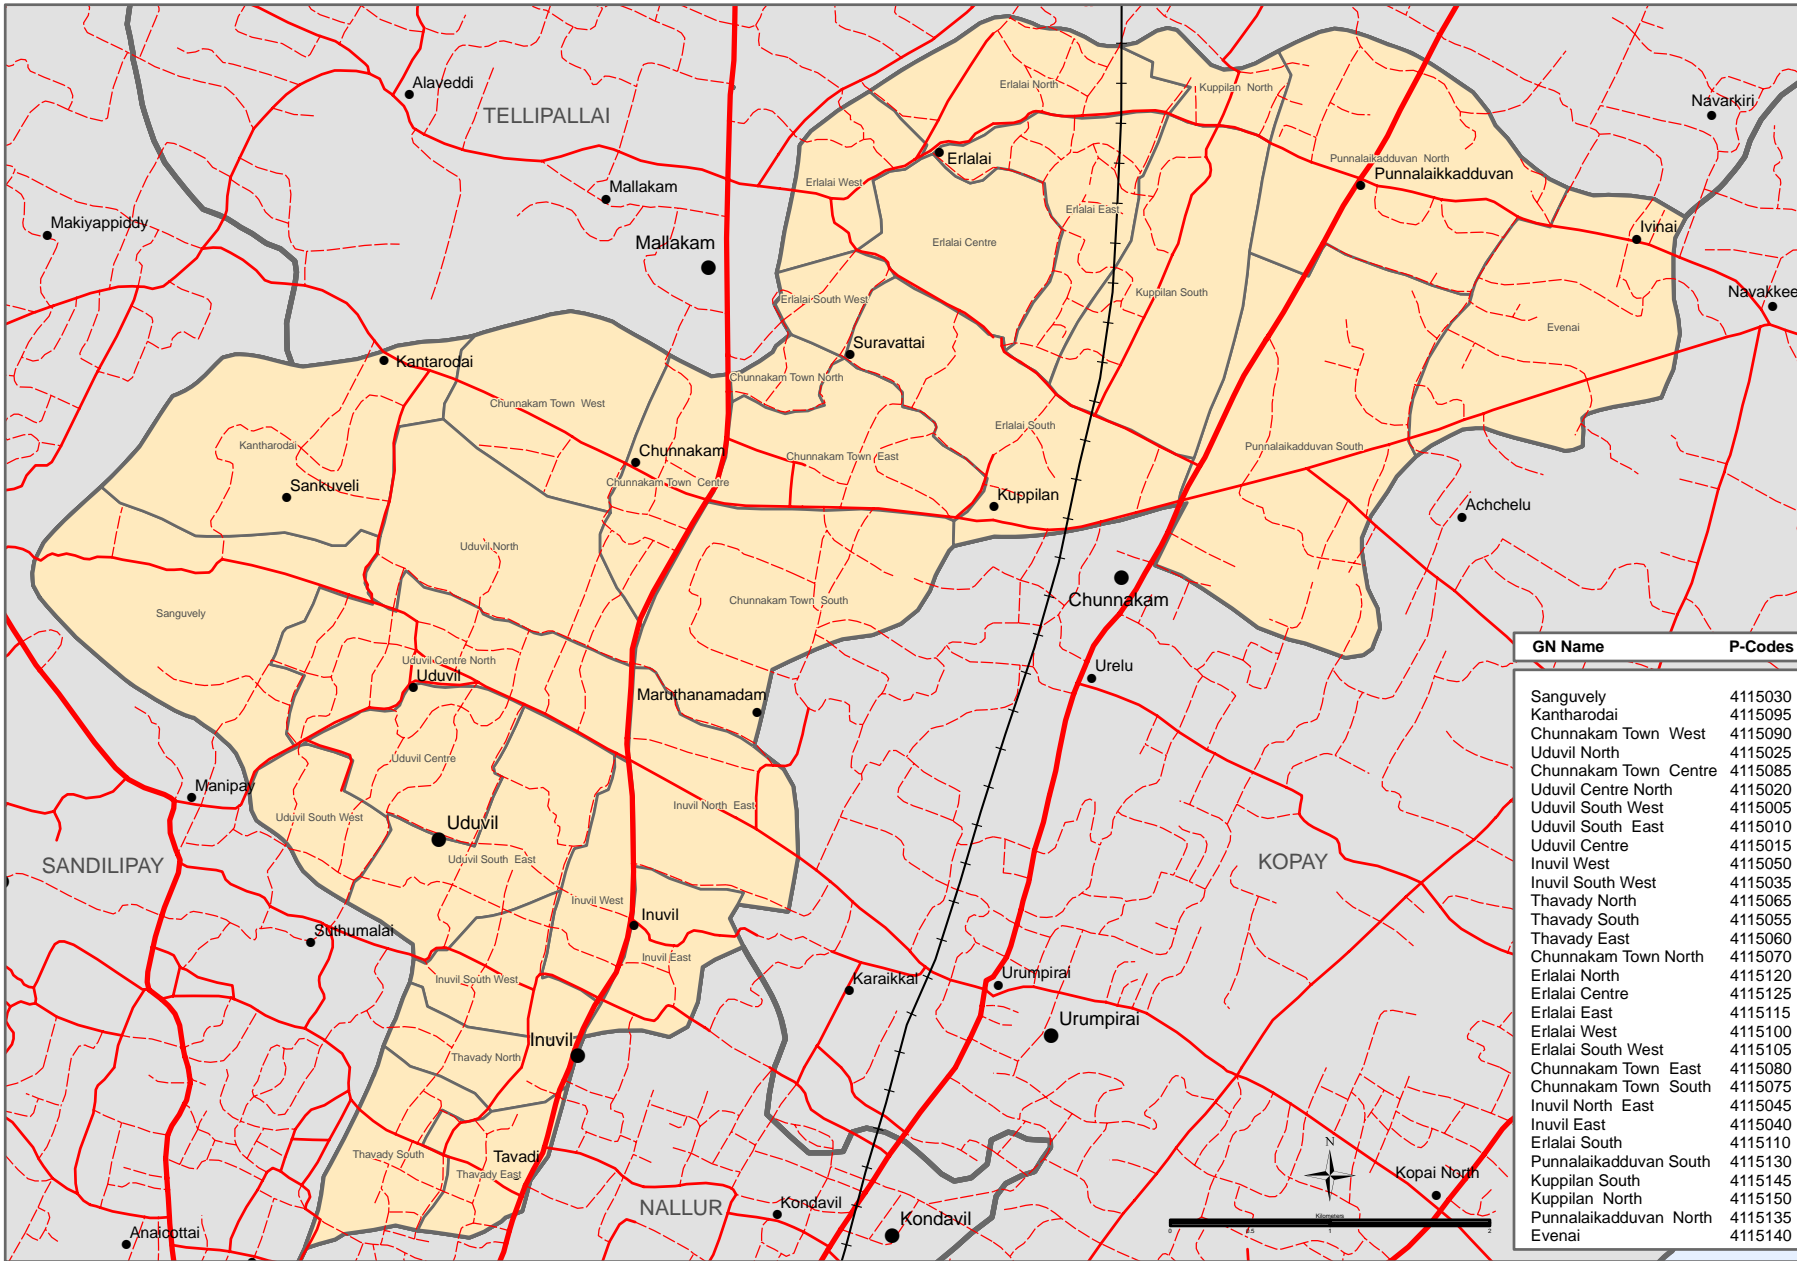 Alaveddi
TELLIPALLAI
Erlalai North
Kuppilan  North
Navarkiri
Erlalai
Punnalaikadduvan  North
Punnalaikkadduvan
Mallakam
Erlalai West
Makiyappiddy
Erlalai East
Ivinai
Mallakam
Erlalai Centre
Erlalai South West
Kuppilan South
Navakkee
Evenai
Suravattai
Kantarodai
Chunnakam Town North
Chunnakam Town  West
Erlalai South
Kantharodai
Chunnakam
Chunnakam Town  East
Punnalaikadduvan South
Sankuveli
Chunnakam Town  Centre
Kuppilan
Achchelu
Uduvil North
Sanguvely
Chunnakam Town  South
Chunnakam
Uduvil Centre North
Uduvil
Maruthanamadam
Urelu
Uduvil Centre
Manipay
Inuvil North  East
Uduvil South West
Uduvil
SANDILIPAY
Uduvil South  East
KOPAY
Inuvil West
Inuvil
Suthumalai
Inuvil East
Inuvil South West
Karaikkal
Urumpirai
Urumpirai
Inuvil
Thavady North
Thavady South
Tavadi
Thavady East
NALLUR
Kondavil
Kondavil
Kopai North
Anaicottai
N
Kilometers
0 0.5 1 2
GN Name P-Codes
Sanguvely 4115030
Kantharodai 4115095
Chunnakam Town  West 4115090
Uduvil North 4115025
Chunnakam Town  Centre 4115085
Uduvil Centre North 4115020
Uduvil South West 4115005
Uduvil South  East 4115010
Uduvil Centre 4115015
Inuvil West 4115050
Inuvil South West 4115035
Thavady North 4115065
Thavady South 4115055
Thavady East 4115060
Chunnakam Town North 4115070
Erlalai North 4115120
Erlalai Centre 4115125
Erlalai East 4115115
Erlalai West 4115100
Erlalai South West 4115105
Chunnakam Town  East 4115080
Chunnakam Town  South 4115075
Inuvil North  East 4115045
Inuvil East 4115040
Erlalai South 4115110
Punnalaikadduvan South 4115130
Kuppilan South 4115145
Kuppilan  North 4115150
Punnalaikadduvan  North 4115135
Evenai 4115140